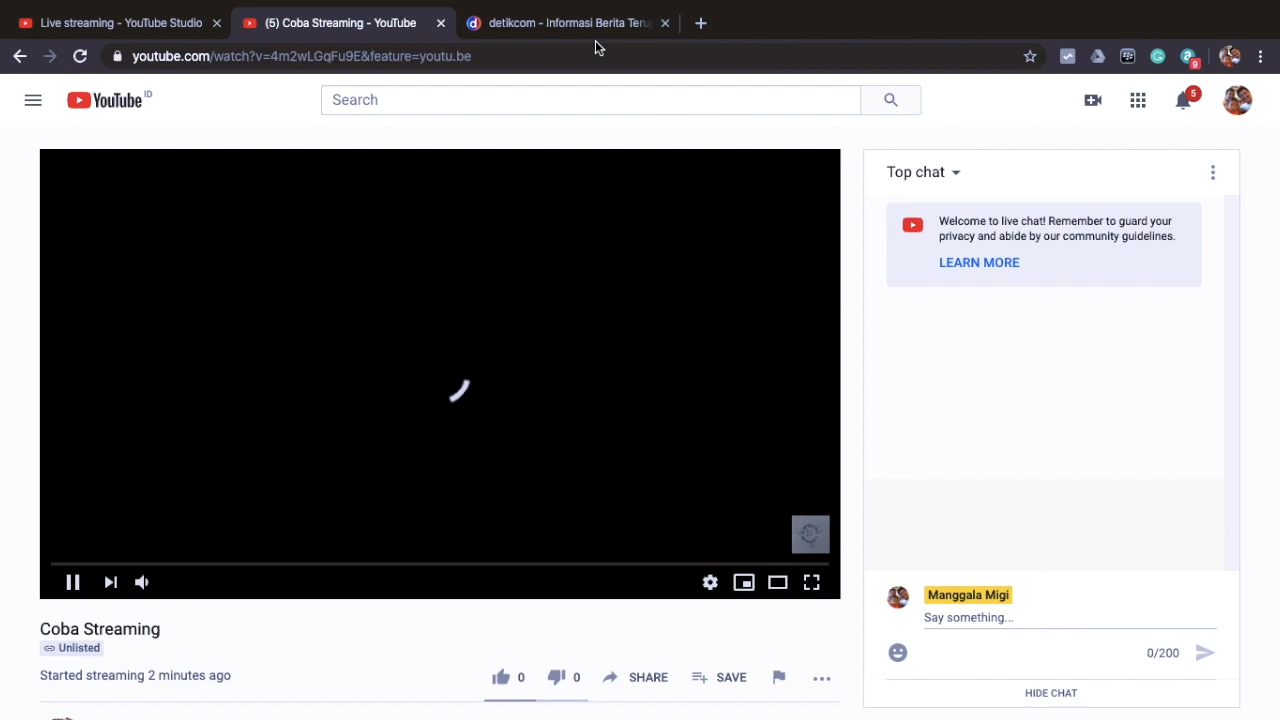 Live streaming - YouTube Studio
(5) Coba Streaming - YouTube
detikcom - Informasi Berita Teru
youtube.com/watch?v=4m2wLGqFu9E&feature=youtu.be
9
YouTube ID
Search
5
Top chat
Welcome to live chat! Remember to guard your
privacy and abide by our community guidelines.
LEARN MORE
Coba Streaming
Unlisted
Started streaming 2 minutes ago
0
0
SHARE
SAVE
Manggala Migi
Say something...
0/200
HIDE CHAT